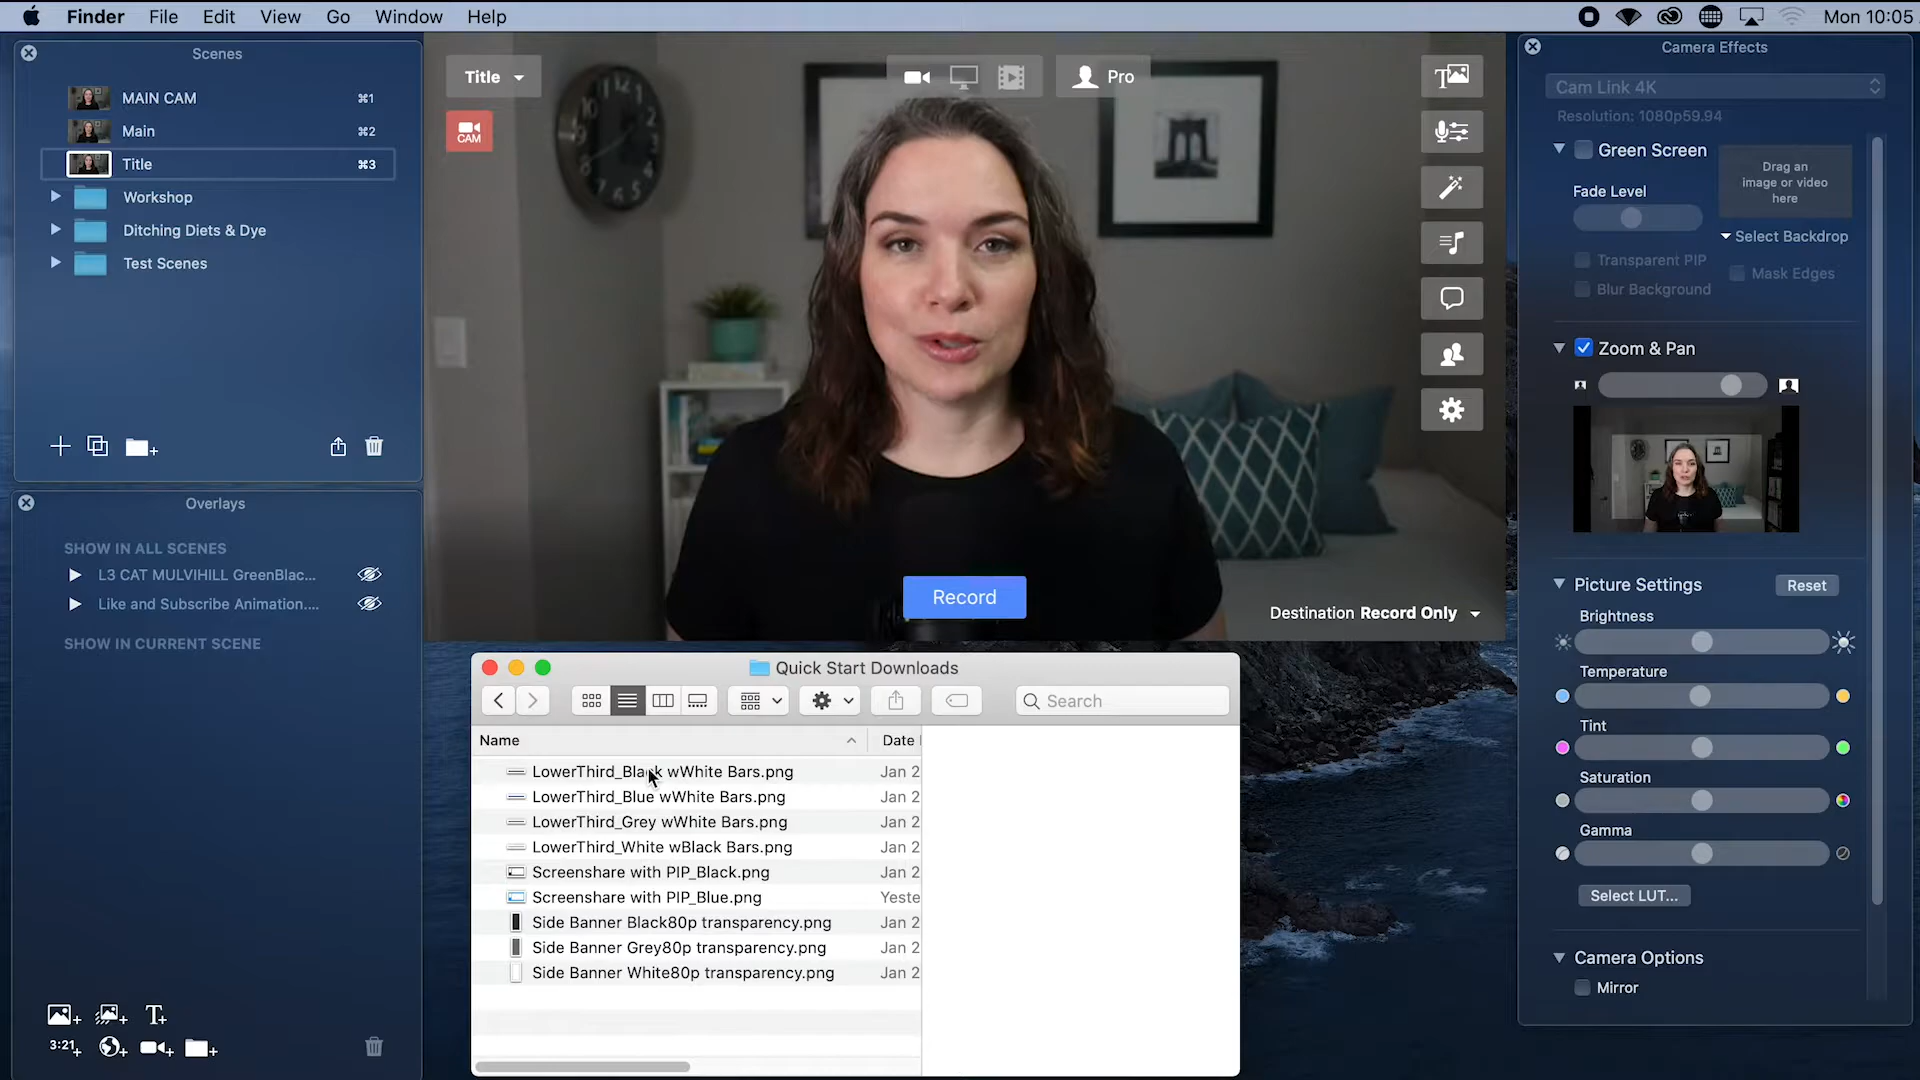 Finder File Edit View Go Window Help Mon 10:05
Scenes
MAIN CAM ⌘1
Main ⌘2
Title ⌘3
Workshop
Ditching Diets & Dye
Test Scenes
Overlays
SHOW IN ALL SCENES
L3 CAT MULVIHILL GreenBlac...
Like and Subscribe Animation....
SHOW IN CURRENT SCENE
3:21+
Title
Pro
CAM
Record
Destination Record Only
Quick Start Downloads
Search
Name Date
LowerThird_Black wWhite Bars.png Jan 2
LowerThird_Blue wWhite Bars.png Jan 2
LowerThird_Grey wWhite Bars.png Jan 2
LowerThird_White wBlack Bars.png Jan 2
Screenshare with PIP_Black.png Jan 2
Screenshare with PIP_Blue.png Yeste
Side Banner Black80p transparency.png Jan 2
Side Banner Grey80p transparency.png Jan 2
Side Banner White80p transparency.png Jan 2
Camera Effects
Cam Link 4K
Resolution: 1080p59.94
Green Screen
Drag an
image or video
here
Fade Level
Select Backdrop
Transparent PIP
Mask Edges
Blur Background
Zoom & Pan
Picture Settings Reset
Brightness
Temperature
Tint
Saturation
Gamma
Select LUT...
Camera Options
Mirror